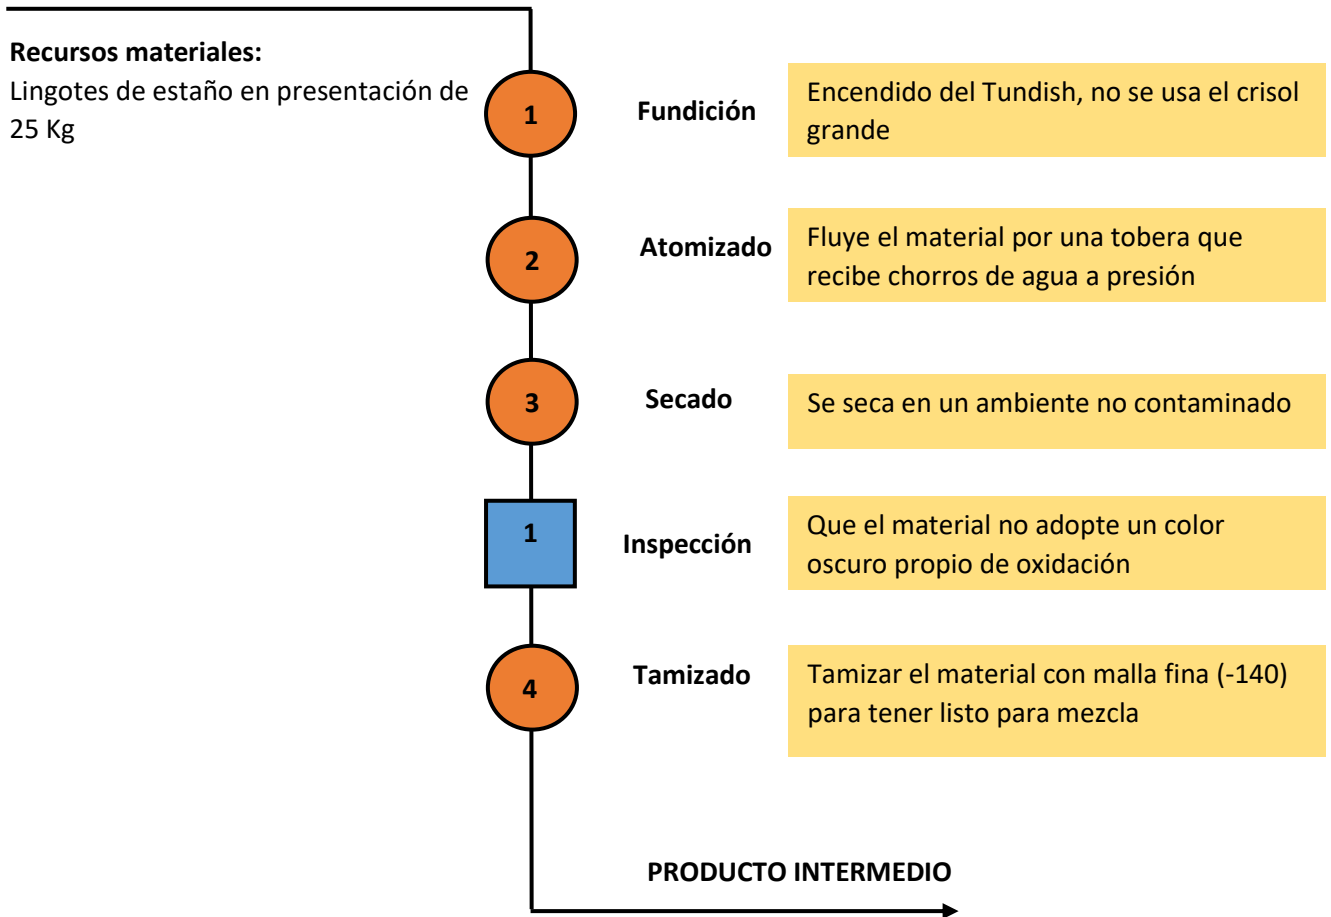 Recursos materiales:
Lingotes de estaño en presentación de
25 Kg
1
Fundición
Encendido del Tundish, no se usa el crisol
grande
2
Atomizado
Fluye el material por una tobera que
recibe chorros de agua a presión
3
Secado
Se seca en un ambiente no contaminado
1
Inspección
Que el material no adopte un color
oscuro propio de oxidación
4
Tamizado
Tamizar el material con malla fina (-140)
para tener listo para mezcla
PRODUCTO INTERMEDIO